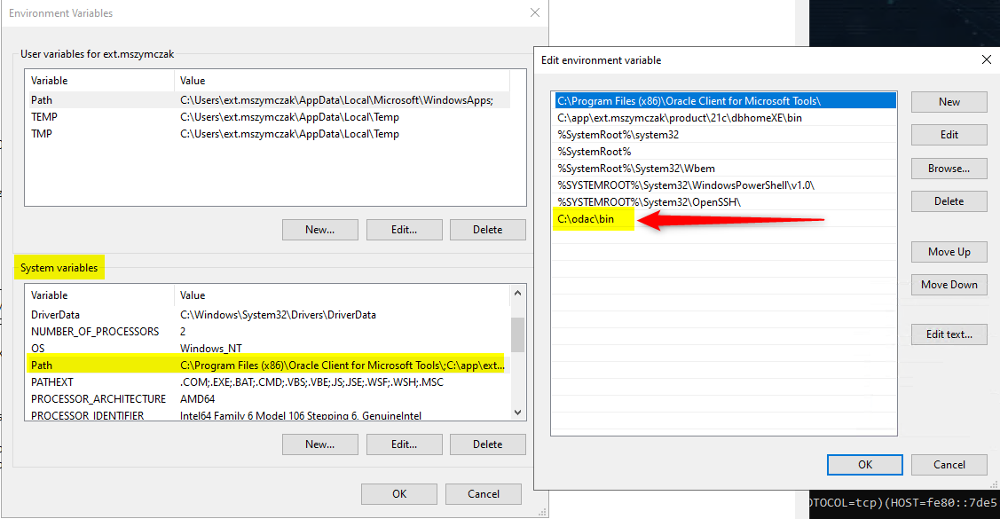 Environment Variables
User variables for ext.mszymczak
Variable Value
Path C:\Users\ext.mszymczak\AppData\Local\Microsoft\WindowsApps;
TEMP C:\Users\ext.mszymczak\AppData\Local\Temp
TMP C:\Users\ext.mszymczak\AppData\Local\Temp
New... Edit... Delete
System variables
Variable Value
DriverData C:\Windows\System32\Drivers\DriverData
NUMBER_OF_PROCESSORS 2
OS Windows_NT
Path C:\Program Files (x86)\Oracle Client for Microsoft Tools\;C:\app\ext...
PATHEXT .COM;.EXE;.BAT;.CMD;.VBS;.VBE;.JS;.JSE;.WSF;.WSH;.MSC
PROCESSOR_ARCHITECTURE AMD64
PROCESSOR_IDENTIFIER Intel64 Family 6 Model 106 Stepping 6, GenuineIntel
New... Edit... Delete
OK Cancel
Edit environment variable
C:\Program Files (x86)\Oracle Client for Microsoft Tools\
C:\app\ext.mszymczak\product\21c\dbhomeXE\bin
%SystemRoot%\system32
%SystemRoot%
%SystemRoot%\System32\Wbem
%SYSTEMROOT%\System32\WindowsPowerShell\v1.0\
%SYSTEMROOT%\System32\OpenSSH\
C:\odac\bin
New
Edit
Browse...
Delete
Move Up
Move Down
Edit text...
OK Cancel
OTOCOL=tcp)(HOST=fe80::7de5